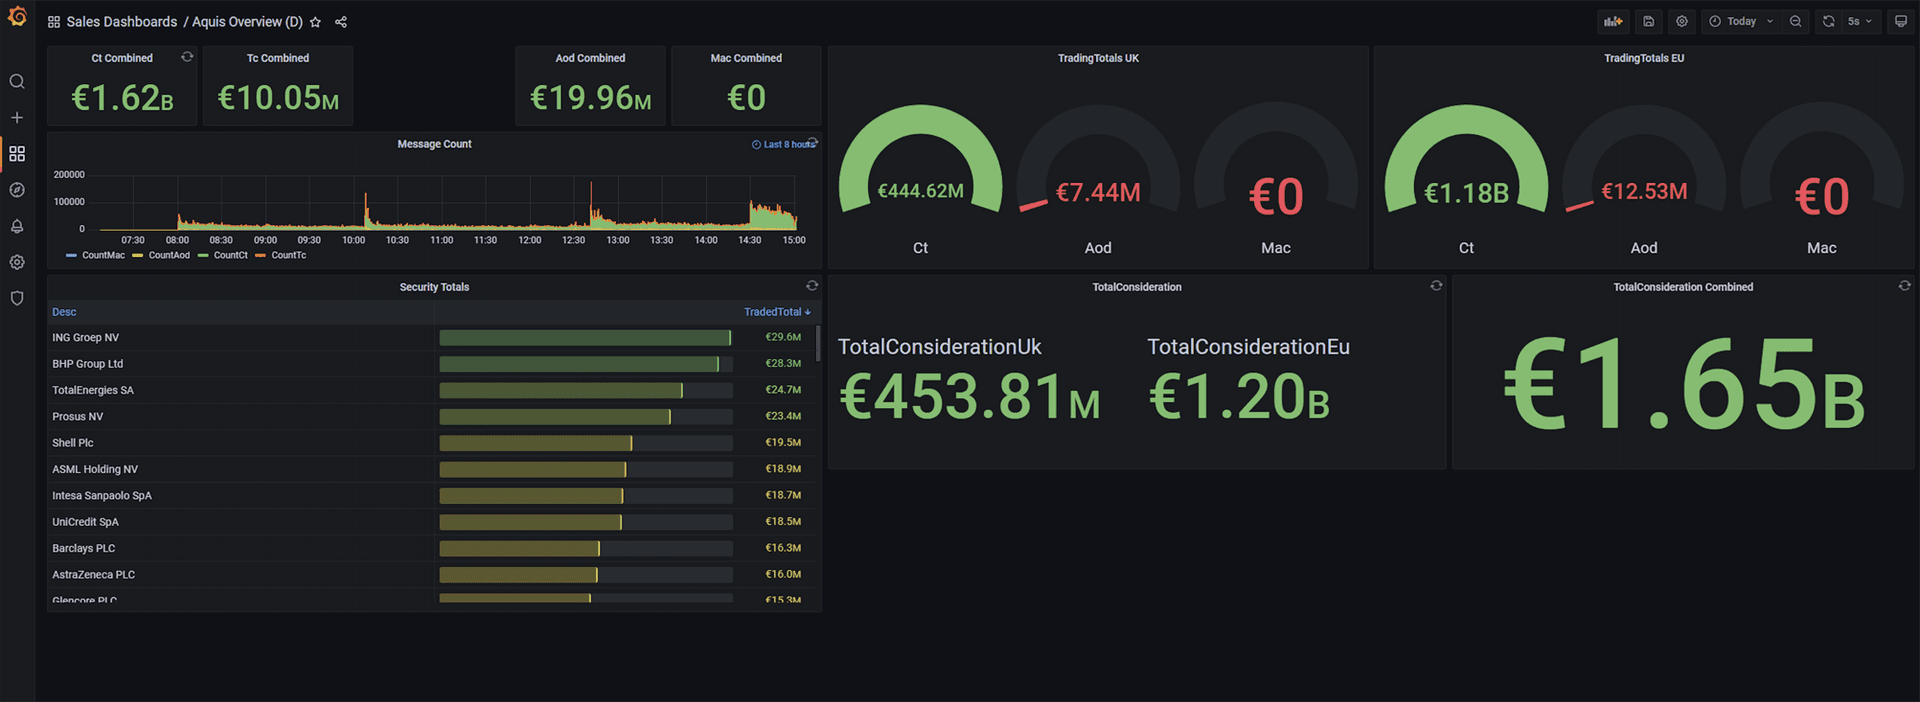 Sales Dashboards / Aquis Overview (D)
Today
5s
Ct Combined
€1.62B
Tc Combined
€10.05M
Aod Combined
€19.96M
Mac Combined
€0
Message Count
Last 8 hours
200000
100000
0
07:30 08:00 08:30 09:00 09:30 10:00 10:30 11:00 11:30 12:00 12:30 13:00 13:30 14:00 14:30 15:00
CountMac CountAod CountCt CountTc
TradingTotals UK
€444.62M
Ct
€7.44M
Aod
€0
Mac
TradingTotals EU
€1.18B
Ct
€12.53M
Aod
€0
Mac
Security Totals
Desc TradedTotal
ING Groep NV €29.6M
BHP Group Ltd €28.3M
TotalEnergies SA €24.7M
Prosus NV €23.4M
Shell Plc €19.5M
ASML Holding NV €18.9M
Intesa Sanpaolo SpA €18.7M
UniCredit SpA €18.5M
Barclays PLC €16.3M
AstraZeneca PLC €16.0M
Glencore PLC €15.3M
TotalConsideration
TotalConsiderationUk
€453.81M
TotalConsiderationEu
€1.20B
TotalConsideration Combined
€1.65B